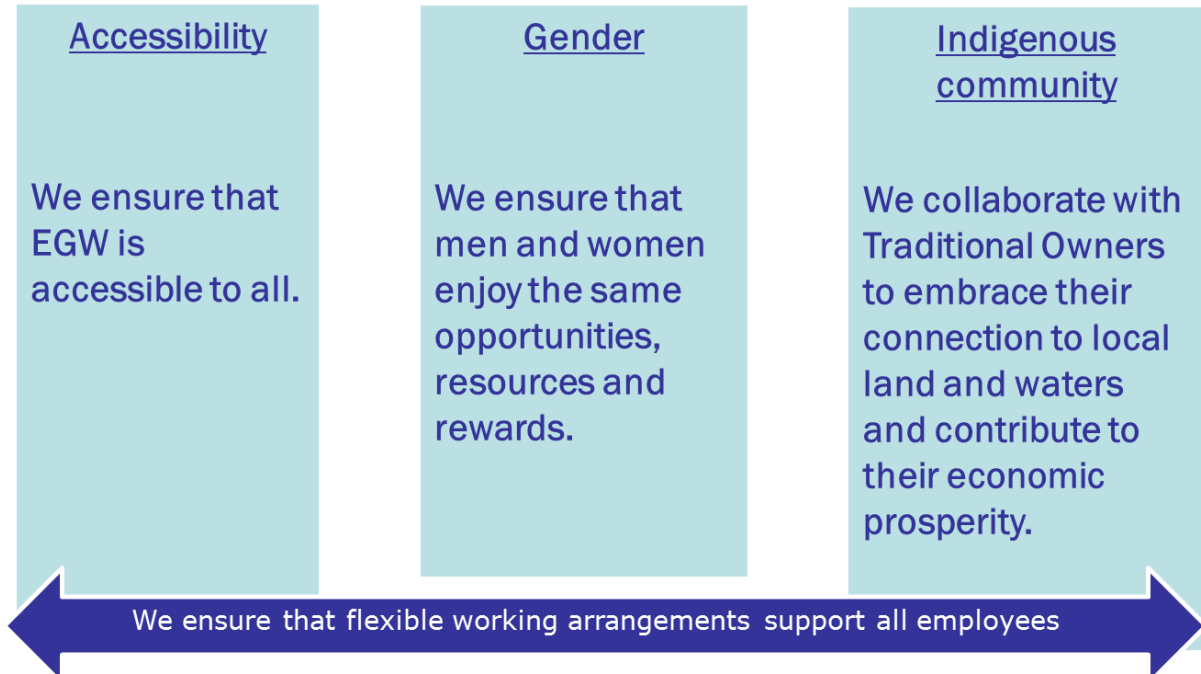 Accessibility
We ensure that
EGW is
accessible to all.
Gender
We ensure that
men and women
enjoy the same
opportunities,
resources and
rewards.
Indigenous
community
We collaborate with
Traditional Owners
to embrace their
connection to local
land and waters
and contribute to
their economic
prosperity.
We ensure that flexible working arrangements support all employees